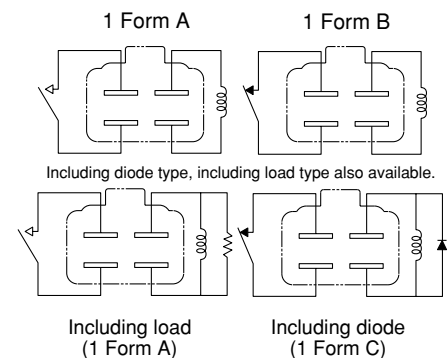 1 Form A
1 Form B
Including diode type, including load type also available.
Including load
(1 Form A)
Including diode
(1 Form C)